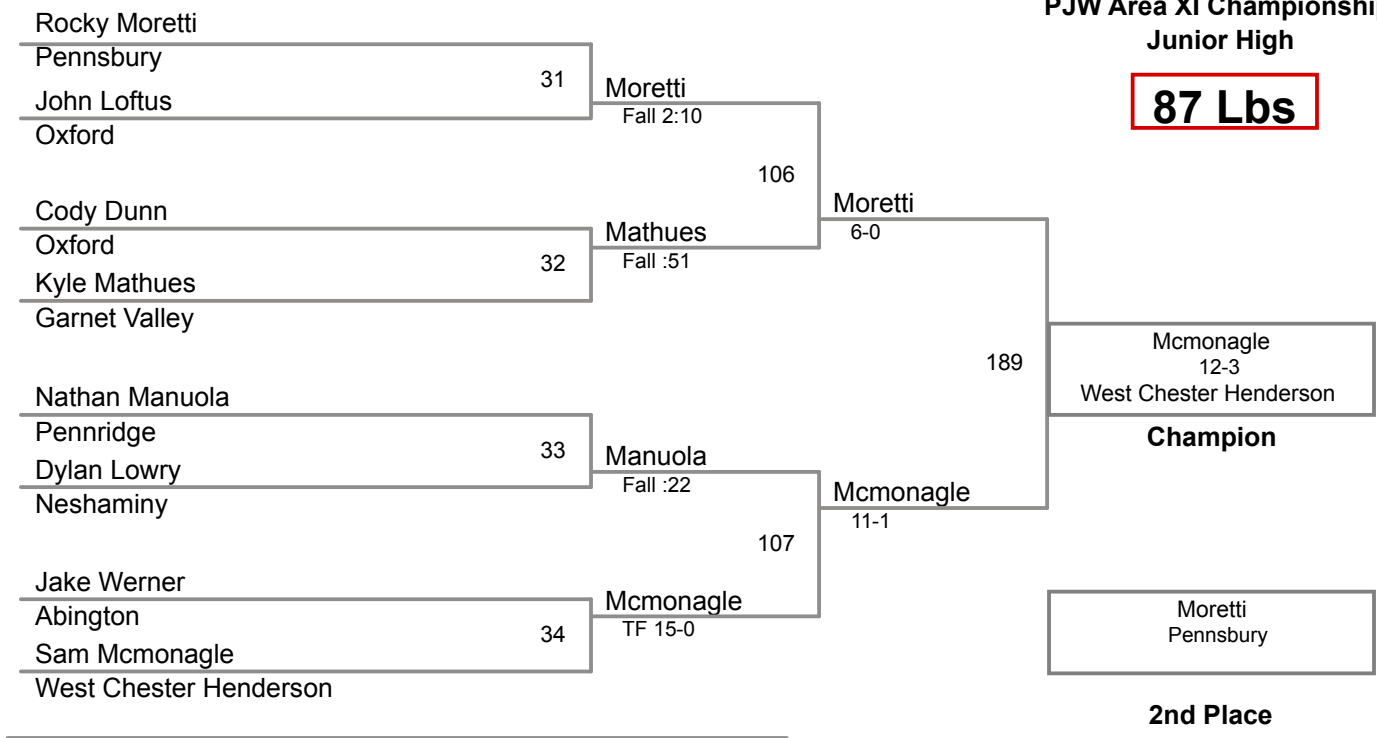 PJW Area XI Championshi
Junior High
87 Lbs
Rocky Moretti
Pennsbury
31
John Loftus
Oxford
Moretti
Fall 2:10
106
Cody Dunn
Oxford
32
Kyle Mathues
Garnet Valley
Mathues
Fall :51
Moretti
6-0
189
Nathan Manuola
Pennridge
33
Dylan Lowry
Neshaminy
Manuola
Fall :22
107
Jake Werner
Abington
34
Sam Mcmonagle
West Chester Henderson
Mcmonagle
TF 15-0
Mcmonagle
11-1
Mcmonagle
12-3
West Chester Henderson
Champion
Moretti
Pennsbury
2nd Place